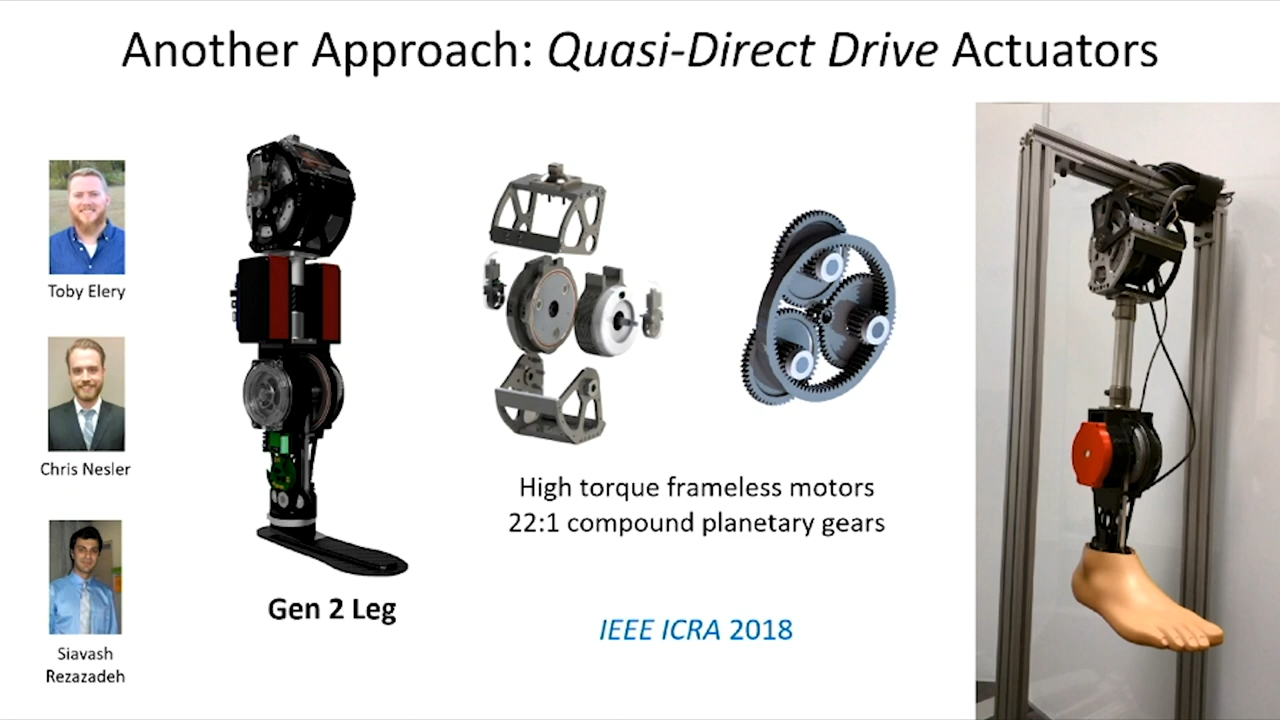 Another Approach: Quasi-Direct Drive Actuators
Toby Elery
Chris Nesler
Siavash
Rezazadeh
Gen 2 Leg
High torque frameless motors
22:1 compound planetary gears
IEEE ICRA 2018